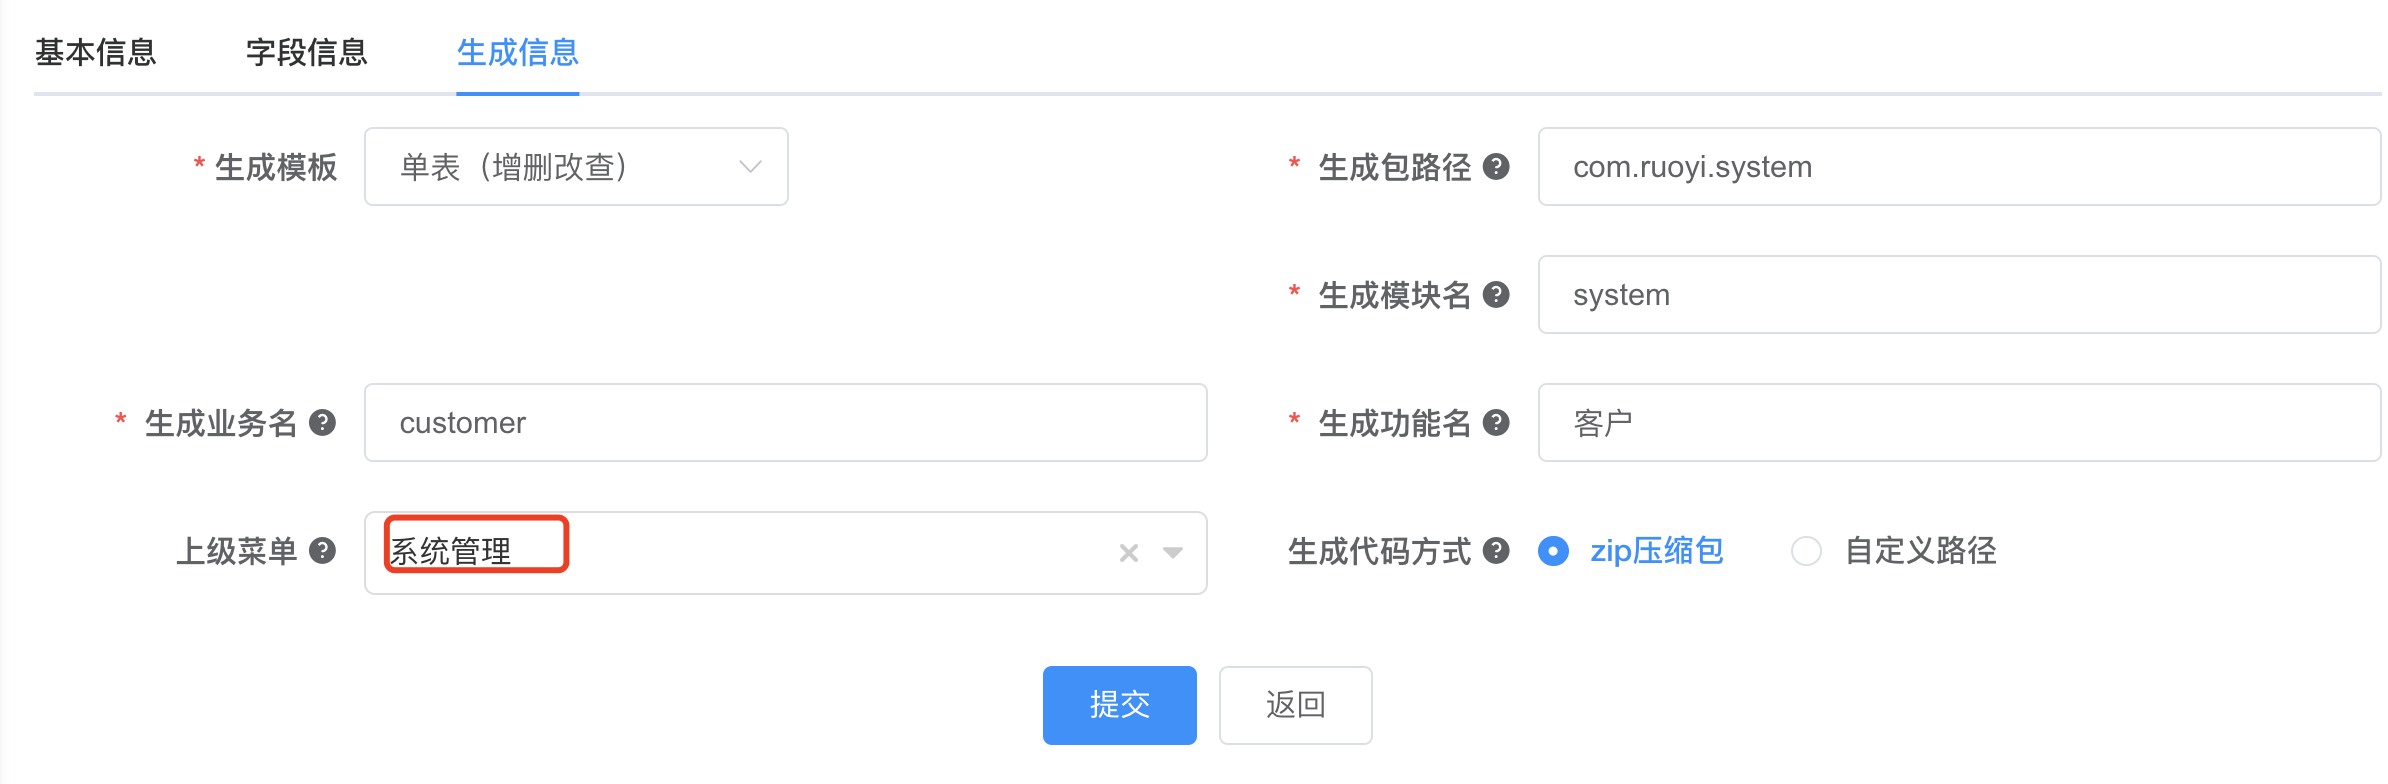 基本信息 字段信息 生成信息
* 生成模板 单表（增删改查） * 生成包路径 ? com.ruoyi.system
* 生成模块名 ? system
* 生成业务名 ? customer * 生成功能名 ? 客户
上级菜单 ? 系统管理 生成代码方式 ? zip压缩包 自定义路径
提交 返回